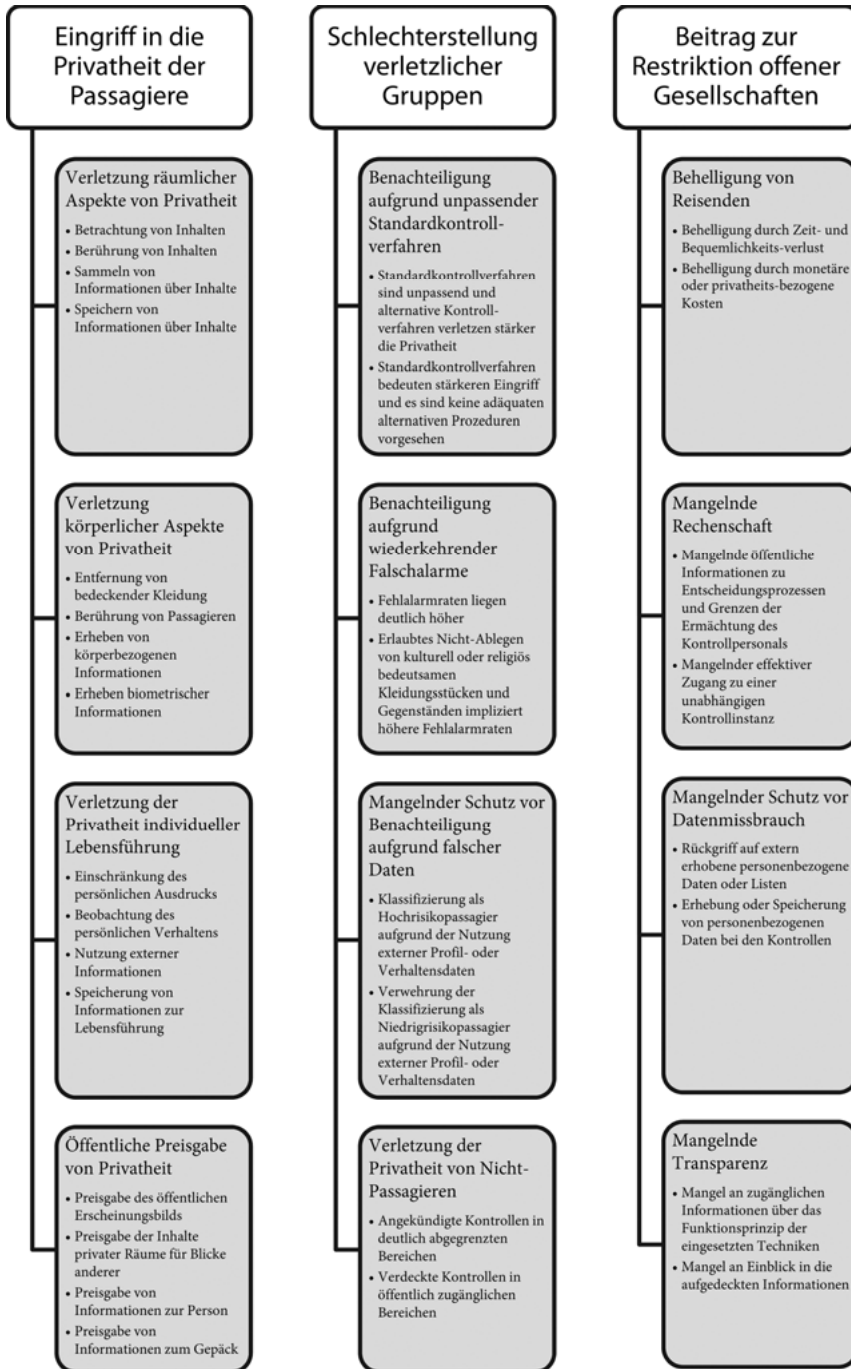 Eingriff in die
Privatheit der
Passagiere
Verletzung räumlicher
Aspekte von Privatheit
• Betrachtung von Inhalten
• Berührung von Inhalten
• Sammeln von
Informationen über Inhalte
• Speichern von
Informationen über Inhalte
Verletzung
körperlicher Aspekte
von Privatheit
• Entfernung von
bedeckender Kleidung
• Berührung von Passagieren
• Erheben von
körperbezogenen
Informationen
• Erheben biometrischer
Informationen
Verletzung der
Privatheit individueller
Lebensführung
• Einschränkung des
persönlichen Ausdrucks
• Beobachtung des
persönlichen Verhaltens
• Nutzung externer
Informationen
• Speicherung von
Informationen zur
Lebensführung
Öffentliche Preisgabe
von Privatheit
• Preisgabe des öffentlichen
Erscheinungsbilds
• Preisgabe der Inhalte
privater Räume für Blicke
anderer
• Preisgabe von
Informationen zur Person
• Preisgabe von
Informationen zum Gepäck
Schlechterstellung
verletzlicher
Gruppen
Benachteiligung
aufgrund unpassender
Standardkontroll-
verfahren
• Standardkontrollverfahren
sind unpassend und
alternative Kontroll-
verfahren verletzen stärker
die Privatheit
• Standardkontrollverfahren
bedeuten stärkeren Eingriff
und es sind keine adäquaten
alternativen Prozeduren
vorgesehen
Benachteiligung
aufgrund
wiederkehrender
Falschalarme
• Fehlalarmraten liegen
deutlich höher
• Erlaubtes Nicht-Ablegen
von kulturell oder religiös
bedeutsamen
Kleidungsstücken und
Gegenständen impliziert
höhere Fehlalarmraten
Mangelnder Schutz vor
Benachteiligung
aufgrund falscher
Daten
• Klassifizierung als
Hochrisikopassagier
aufgrund der Nutzung
externer Profil- oder
Verhaltensdaten
• Verwehrung der
Klassifizierung als
Niedrigrisikopassagier
aufgrund der Nutzung
externer Profil- oder
Verhaltensdaten
Verletzung der
Privatheit von Nicht-
Passagieren
• Angekündigte Kontrollen in
deutlich abgegrenzten
Bereichen
• Verdeckte Kontrollen in
öffentlich zugänglichen
Bereichen
Beitrag zur
Restriktion offener
Gesellschaften
Behelligung von
Reisenden
• Behelligung durch Zeit- und
Bequemlichkeits-verlust
• Behelligung durch monetäre
oder privatheits-bezogene
Kosten
Mangelnde
Rechenschaft
• Mangelnde öffentliche
Informationen zu
Entscheidungsprozessen
und Grenzen der
Ermächtung des
Kontrollpersonals
• Mangelnder effektiver
Zugang zu einer
unabhängigen
Kontrollinstanz
Mangelnder Schutz vor
Datenmissbrauch
• Rückgriff auf extern
erhobene personenbezogene
Daten oder Listen
• Erhebung oder Speicherung
von personenbezogenen
Daten bei den Kontrollen
Mangelnde
Transparenz
• Mangel an zugänglichen
Informationen über das
Funktionsprinzip der
eingesetzten Techniken
• Mangel an Einblick in die
aufgedeckten Informationen